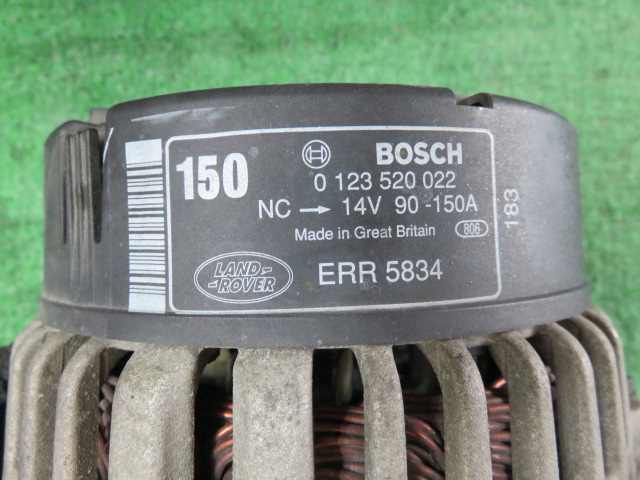 150 BOSCH
0 123 520 022
NC → 14V 90 -150A
Made in Great Britain 806
LAND-
-ROVER
ERR 5834
183